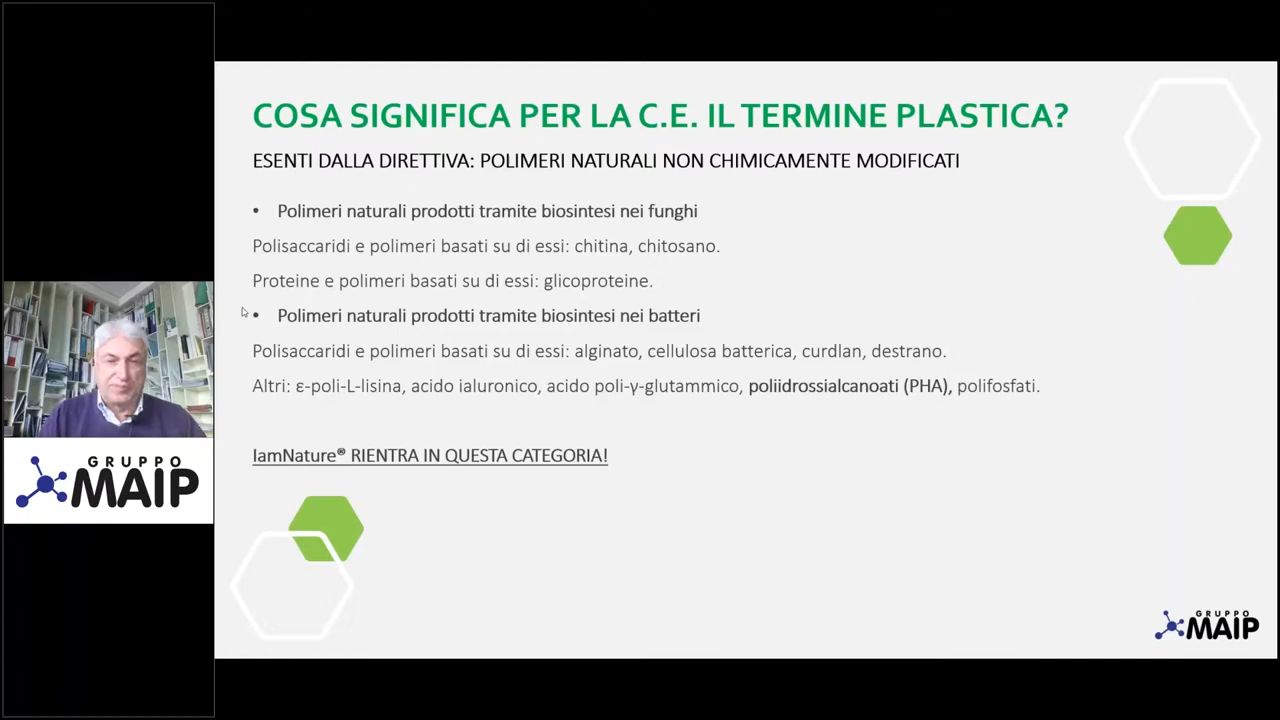 COSA SIGNIFICA PER LA C.E. IL TERMINE PLASTICA?
ESENTI DALLA DIRETTIVA: POLIMERI NATURALI NON CHIMICAMENTE MODIFICATI
• Polimeri naturali prodotti tramite biosintesi nei funghi
Polisaccaridi e polimeri basati su di essi: chitina, chitosano.
Proteine e polimeri basati su di essi: glicoproteine.
• Polimeri naturali prodotti tramite biosintesi nei batteri
Polisaccaridi e polimeri basati su di essi: alginato, cellulosa batterica, curdlan, destrano.
Altri: ε-poli-L-lisina, acido ialuronico, acido poli-γ-glutammico, poliidrossialcanoati (PHA), polifosfati.
IamNature® RIENTRA IN QUESTA CATEGORIA!
GRUPPO
MAIP
GRUPPO
MAIP